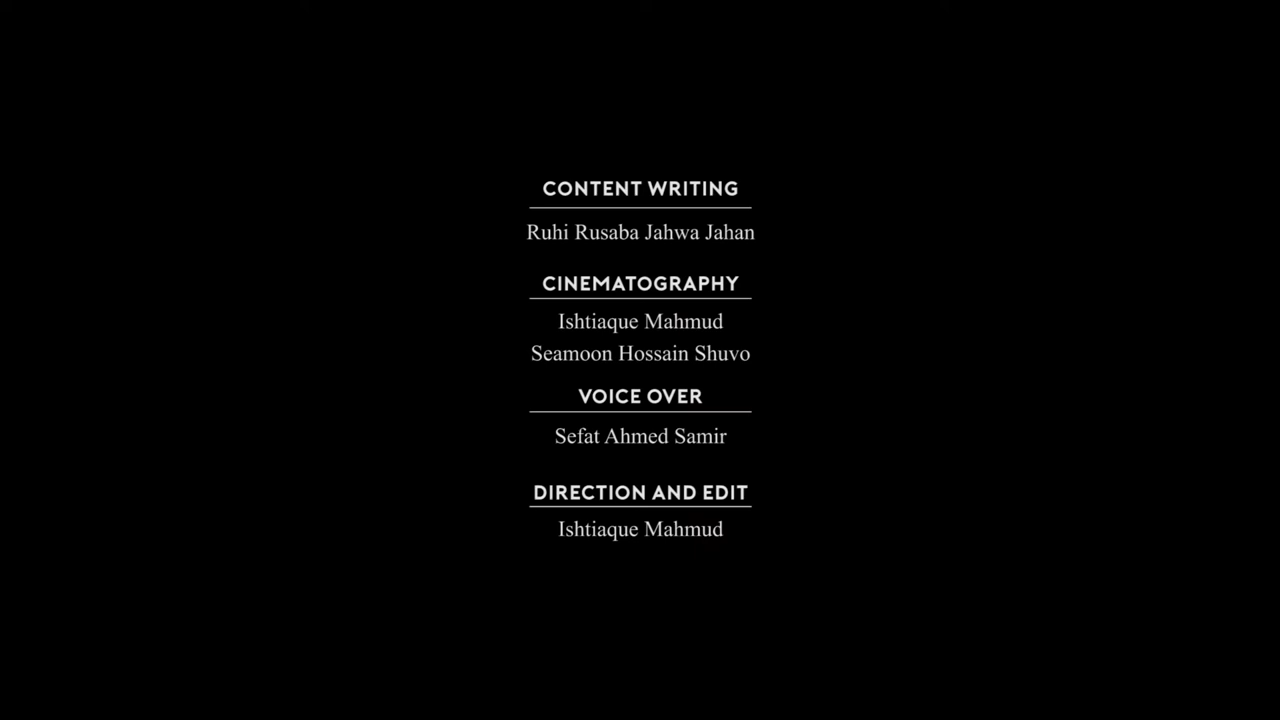 CONTENT WRITING
Ruhi Rusaba Jahwa Jahan
CINEMATOGRAPHY
Ishtiaque Mahmud
Seamoon Hossain Shuvo
VOICE OVER
Sefat Ahmed Samir
DIRECTION AND EDIT
Ishtiaque Mahmud